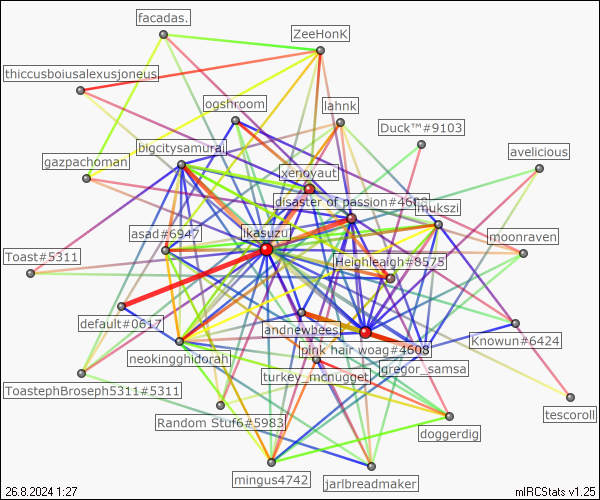 facadas.
ZeeHonK
thiccusboiusalexusjoneus
ogshroom
lahnk
Duck™#9103
bigcitysamurai
avelicious
gazpachoman
xenoyaut
disaster of passion#4608
mukszi
asad#6947
ikasuzu
moonraven
Toast#5311
Heighleaigh#8575
default#0617
andnewbees
Knowun#6424
neokingghidorah
pink hair woag#4608
gregor_samsa
turkey_mcnugget
ToastephBroseph5311#5311
Random Stuf6#5983
tescoroll
doggerdig
mingus4742
jarlbreadmaker
26.8.2024 1:27
mIRCStats v1.25